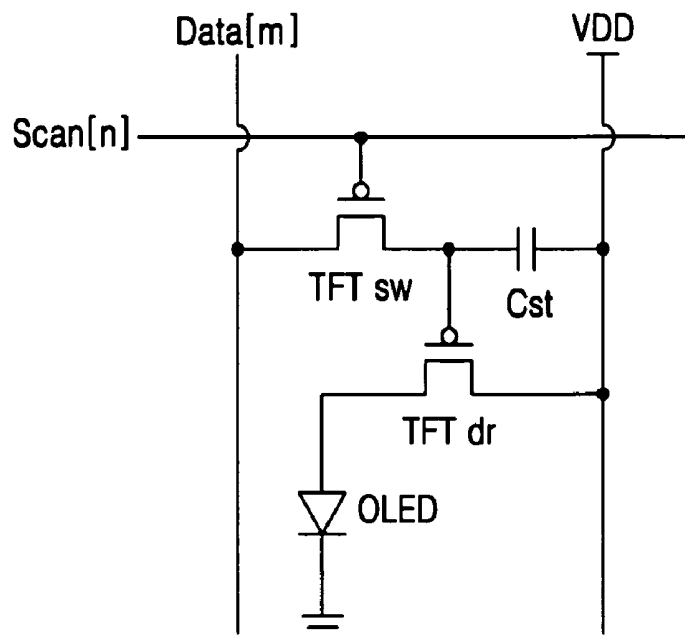 Data[m]
VDD
Scan[n]
TFT sw
Cst
TFT dr
OLED